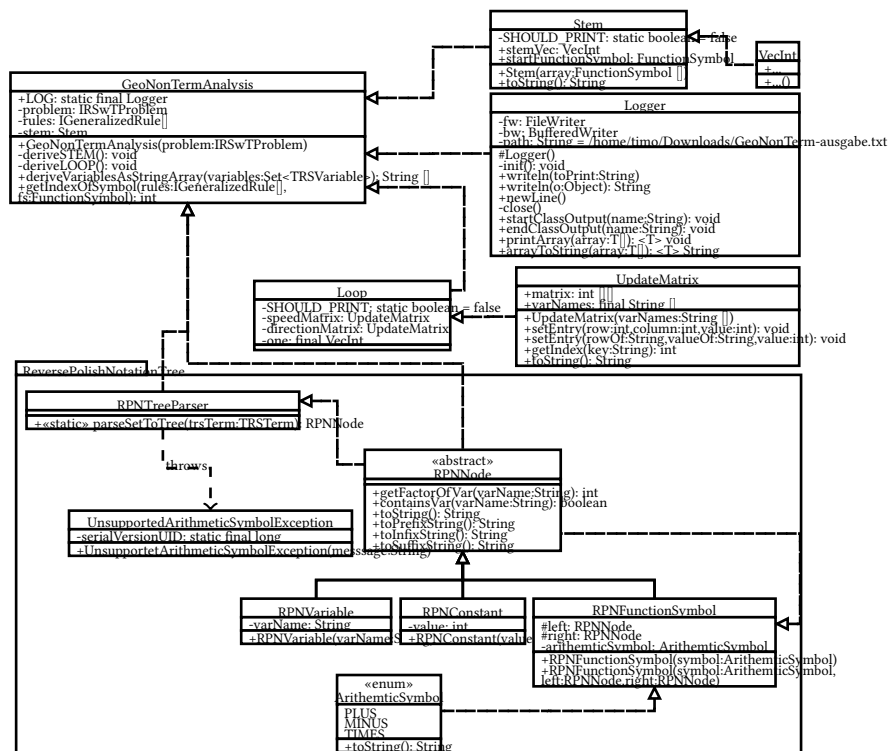 Stem
-SHOULD_PRINT: static boolean = false
+stemVec: VecInt
+startFunctionSymbol: FunctionSymbol
+Stem(array:FunctionSymbol [])
+toString(): String
VecInt
+...
+...()
GeoNonTermAnalysis
+LOG: static final Logger
-problem: IRSwTProblem
-rules: IGeneralizedRule[]
-stem: Stem
+GeoNonTermAnalysis(problem:IRSwTProblem)
-deriveSTEM(): void
-deriveLOOP(): void
+deriveVariablesAsStringArray(variables:Set<TRSVariable>): String []
+getIndexOfSymbol(rules:IGeneralizedRule[],
fs:FunctionSymbol): int
Logger
-fw: FileWriter
-bw: BufferedWriter
-path: String = /home/timo/Downloads/GeoNonTerm-ausgabe.txt
#Logger()
-init(): void
+writeln(toPrint:String)
+writeln(o:Object): String
+newLine()
-close()
+startClassOutput(name:String): void
+endClassOutput(name:String): void
+printArray(array:T[]): <T> void
+arrayToString(array:T[]): <T> String
Loop
-SHOULD_PRINT: static boolean = false
-speedMatrix: UpdateMatrix
-directionMatrix: UpdateMatrix
-one: final VecInt
UpdateMatrix
+matrix: int [][]
+varNames: final String []
+UpdateMatrix(varNames:String [])
+setEntry(row:int,column:int,value:int): void
+setEntry(rowOf:String,valueOf:String,value:int): void
+getIndex(key:String): int
+toString(): String
ReversePolishNotationTree
RPNTreeParser
+«static» parseSetToTree(trsTerm:TRSTerm): RPNNode
throws
UnsupportedArithmeticSymbolException
-serialVersionUID: static final long
+UnsupportetArithmeticSymbolException(messsage:String)
«abstract»
RPNNode
+getFactorOfVar(varName:String): int
+containsVar(varName:String): boolean
+toString(): String
+toPrefixString(): String
+toInfixString(): String
+toSuffixString(): String
RPNVariable
-varName: String
+RPNVariable(varName:S
RPNConstant
-value: int
+RPNConstant(value
RPNFunctionSymbol
#left: RPNNode
#right: RPNNode
-arithemticSymbol: ArithemticSymbol
+RPNFunctionSymbol(symbol:ArithemticSymbol)
+RPNFunctionSymbol(symbol:ArithemticSymbol,
left:RPNNode,right:RPNNode)
«enum»
ArithemticSymbol
PLUS
MINUS
TIMES
+toString(): String